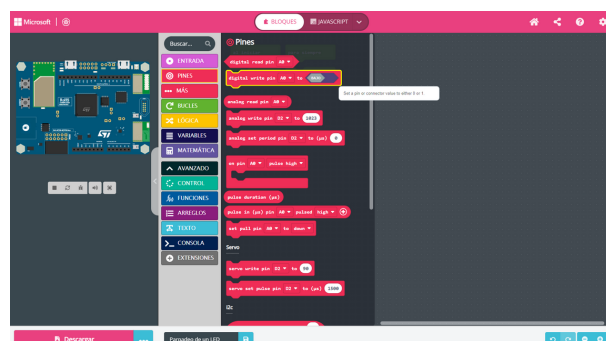 Microsoft
BLOQUES
JAVASCRIPT
Buscar...
ENTRADA
PINES
MÁS
BUCLES
LÓGICA
VARIABLES
MATEMÁTICA
AVANZADO
CONTROL
FUNCIONES
ARREGLOS
TEXTO
CONSOLA
EXTENSIONES
Pines
digital read pin A0
digital write pin A0 to
Set a pin or connector value to either 0 or 1
analog read pin A0
analog write pin D2 to 1023
analog set period pin D2 to (µs) 0
on pin A0 pulse high
pulse duration (µs)
pulse in (µs) pin A0 pulsed high
set pull pin A0 to down
Servo
servo write pin D2 to 90
servo set pulse pin D2 to (µs) 1500
I2c
Descargar
Parpadeo de un LED